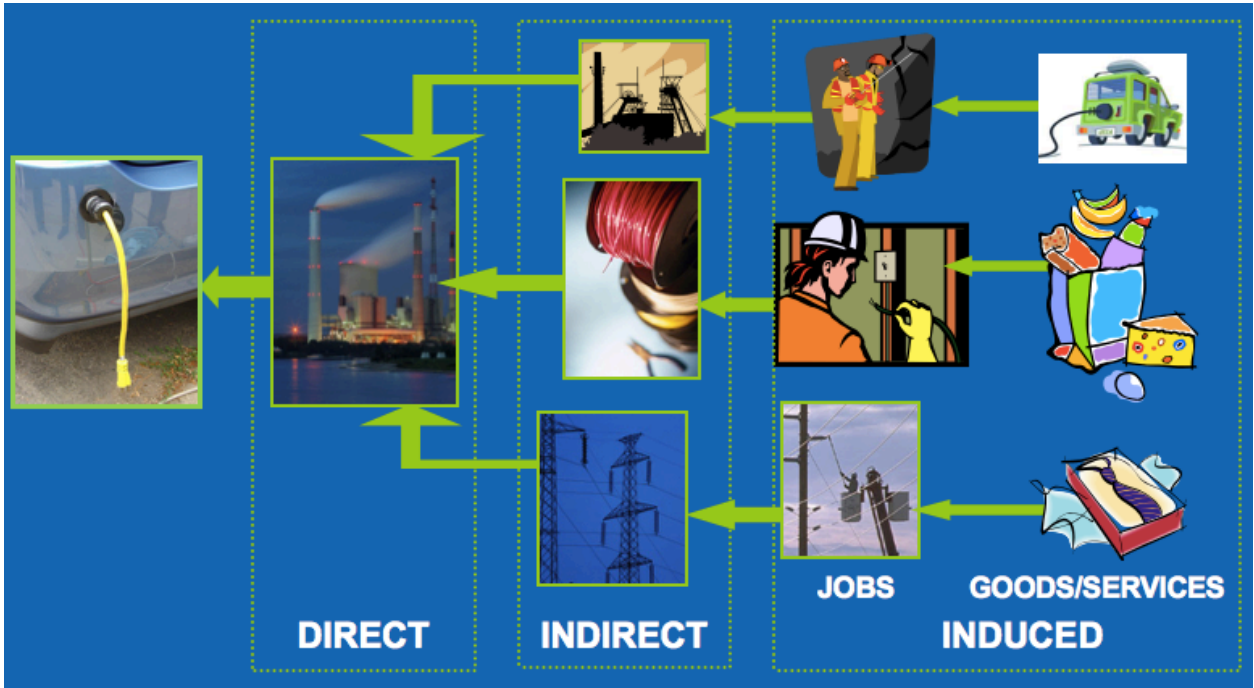 JOBS
GOODS/SERVICES
DIRECT
INDIRECT
INDUCED